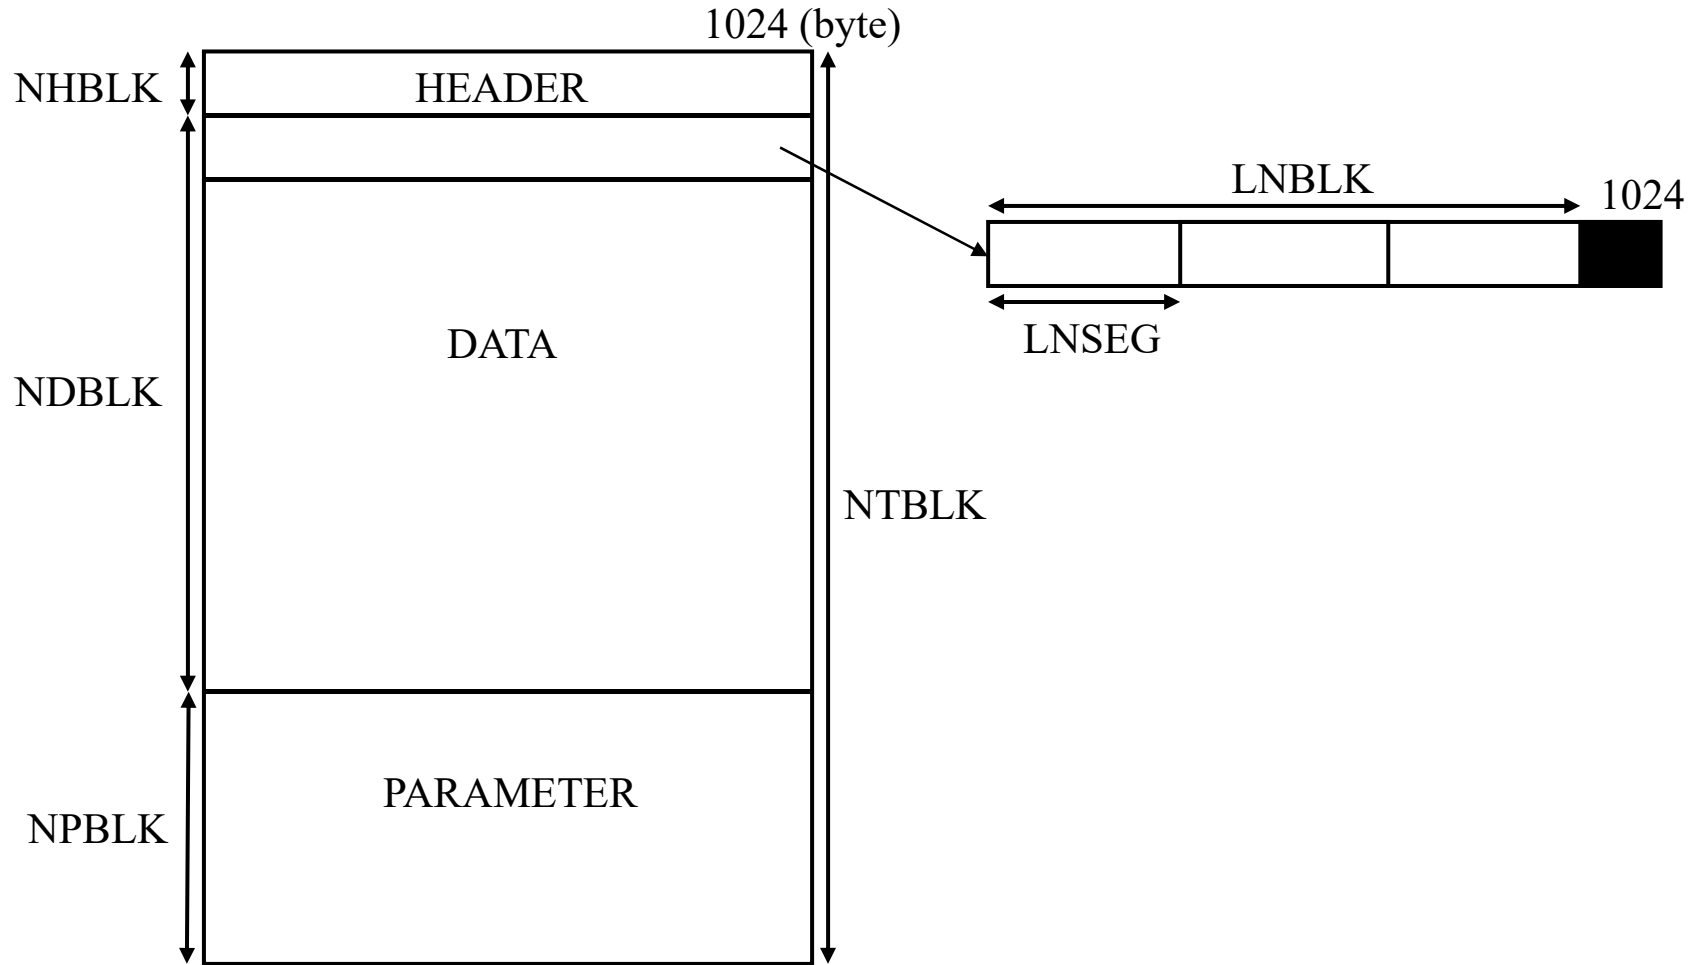 1024 (byte)
NHBLK
HEADER
LNBLK
1024
LNSEG
DATA
NDBLK
NTBLK
PARAMETER
NPBLK